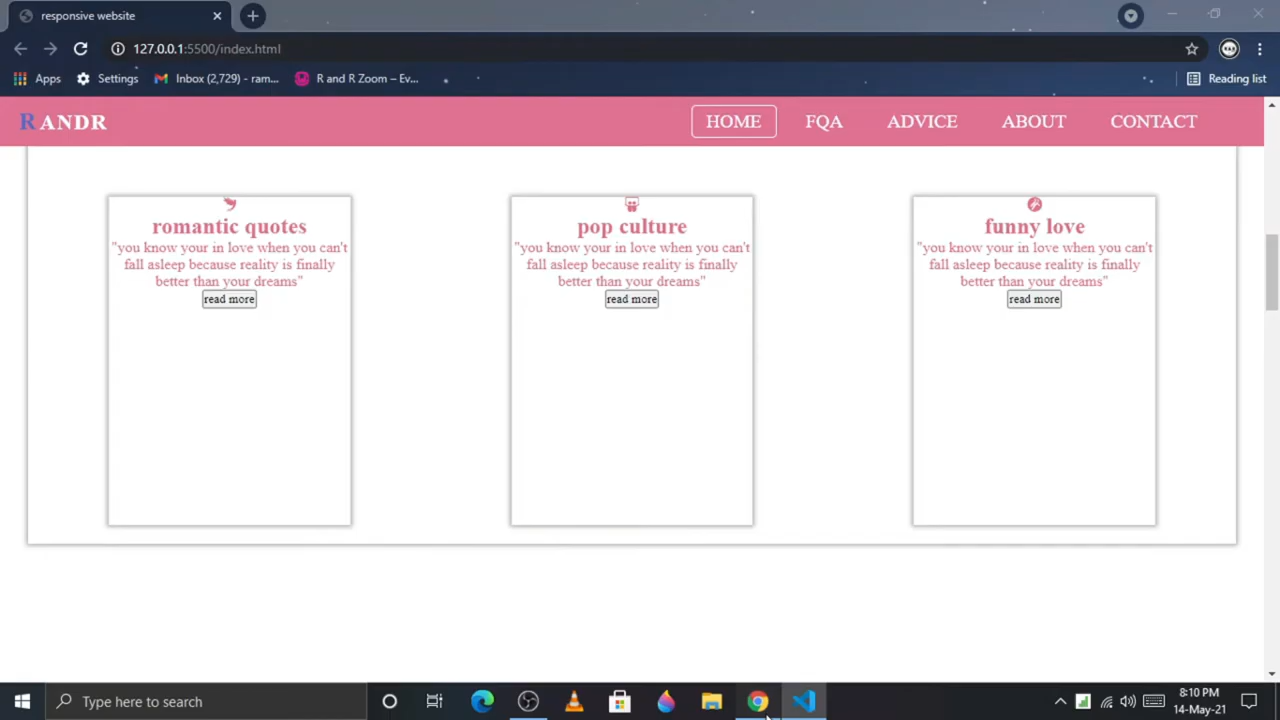 responsive website
127.0.0.1:5500/index.html
Apps Settings Inbox (2,729) - ram... R and R Zoom – Ev... Reading list
R ANDR HOME FQA ADVICE ABOUT CONTACT
romantic quotes
"you know your in love when you can't
fall asleep because reality is finally
better than your dreams"
read more
pop culture
"you know your in love when you can't
fall asleep because reality is finally
better than your dreams"
read more
funny love
"you know your in love when you can't
fall asleep because reality is finally
better than your dreams"
read more
Type here to search
8:10 PM
14-May-21